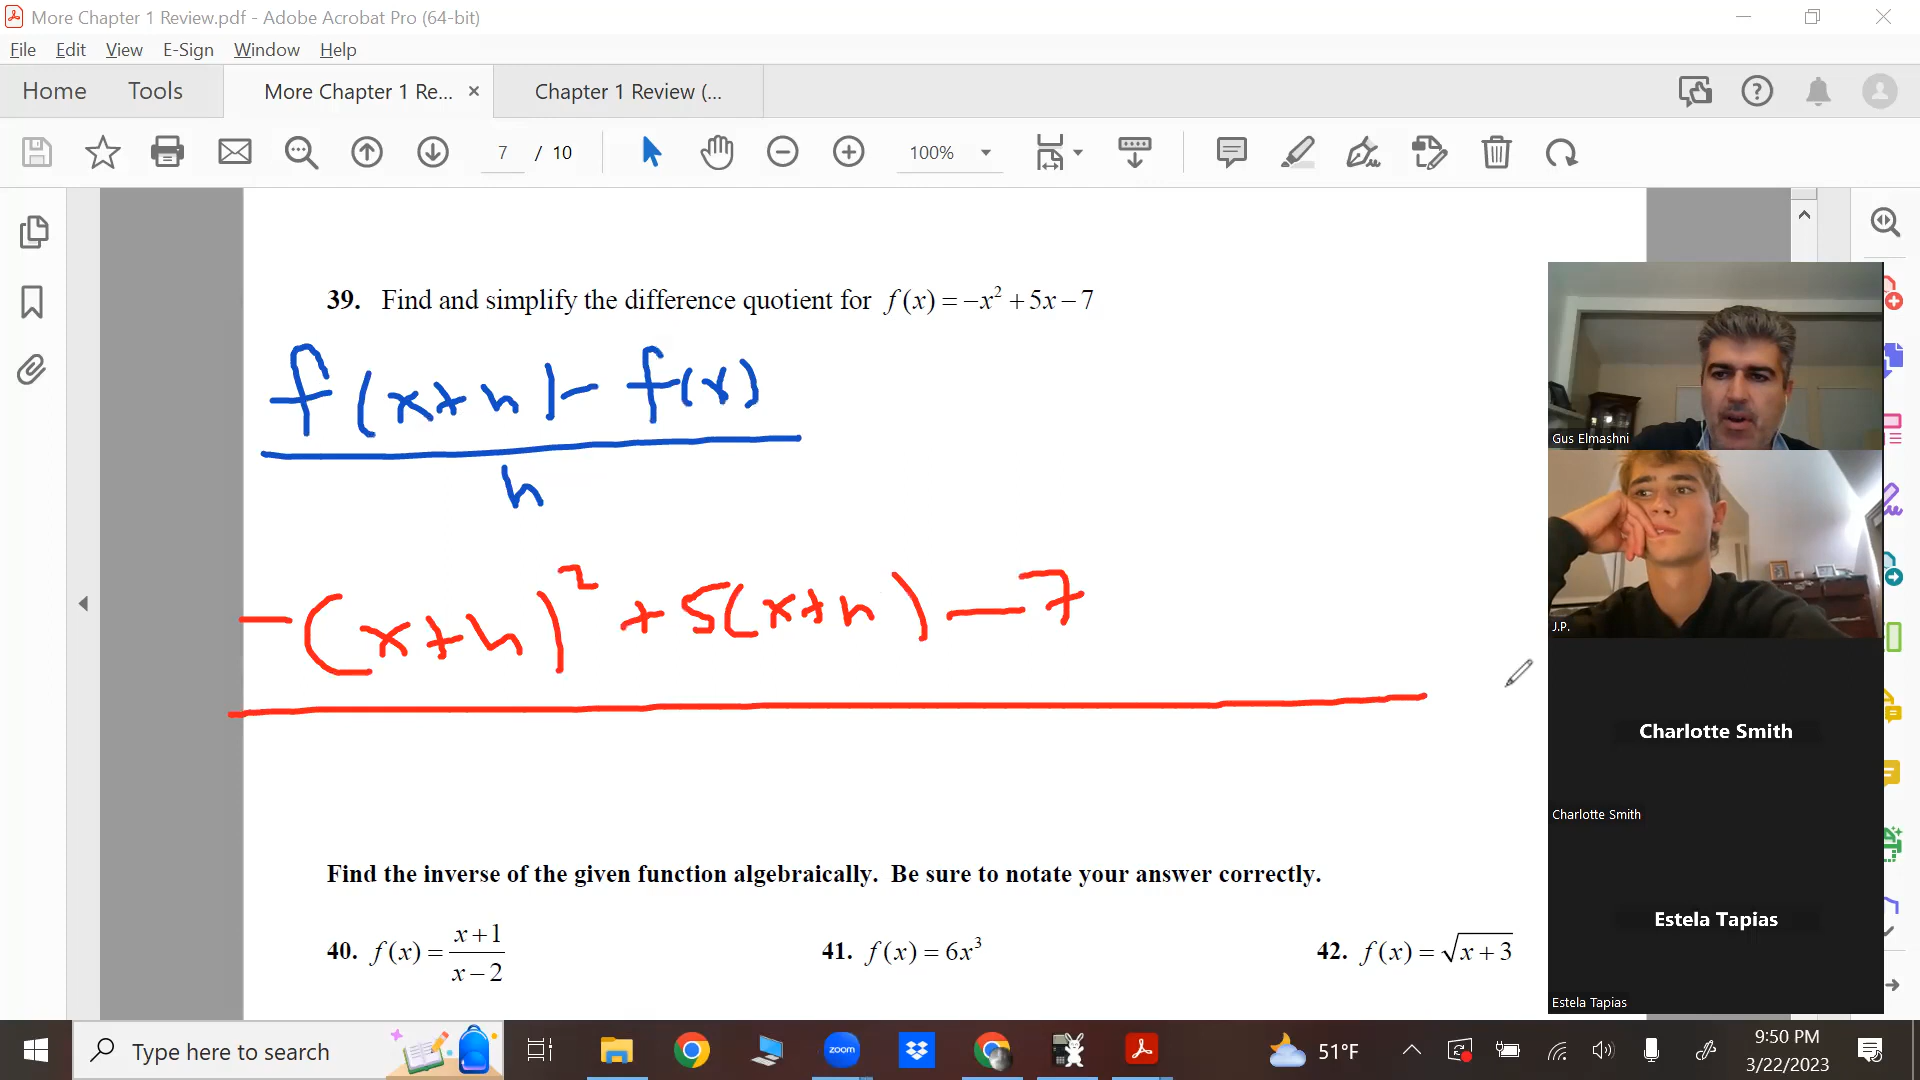 More Chapter 1 Review.pdf - Adobe Acrobat Pro (64-bit)
File Edit View E-Sign Window Help
Home Tools More Chapter 1 Re... × Chapter 1 Review (...
7 / 10 100%
39. Find and simplify the difference quotient for f(x) = −x² + 5x − 7
f(x+h) − f(x)
h
−(x+h)² + 5(x+h) − 7
Find the inverse of the given function algebraically. Be sure to notate your answer correctly.
40. f(x) = (x+1)/(x−2) 41. f(x) = 6x³ 42. f(x) = √(x+3)
Gus Elmashni
J.P.
Charlotte Smith
Charlotte Smith
Estela Tapias
Estela Tapias
Type here to search zoom 51°F 9:50 PM
3/22/2023